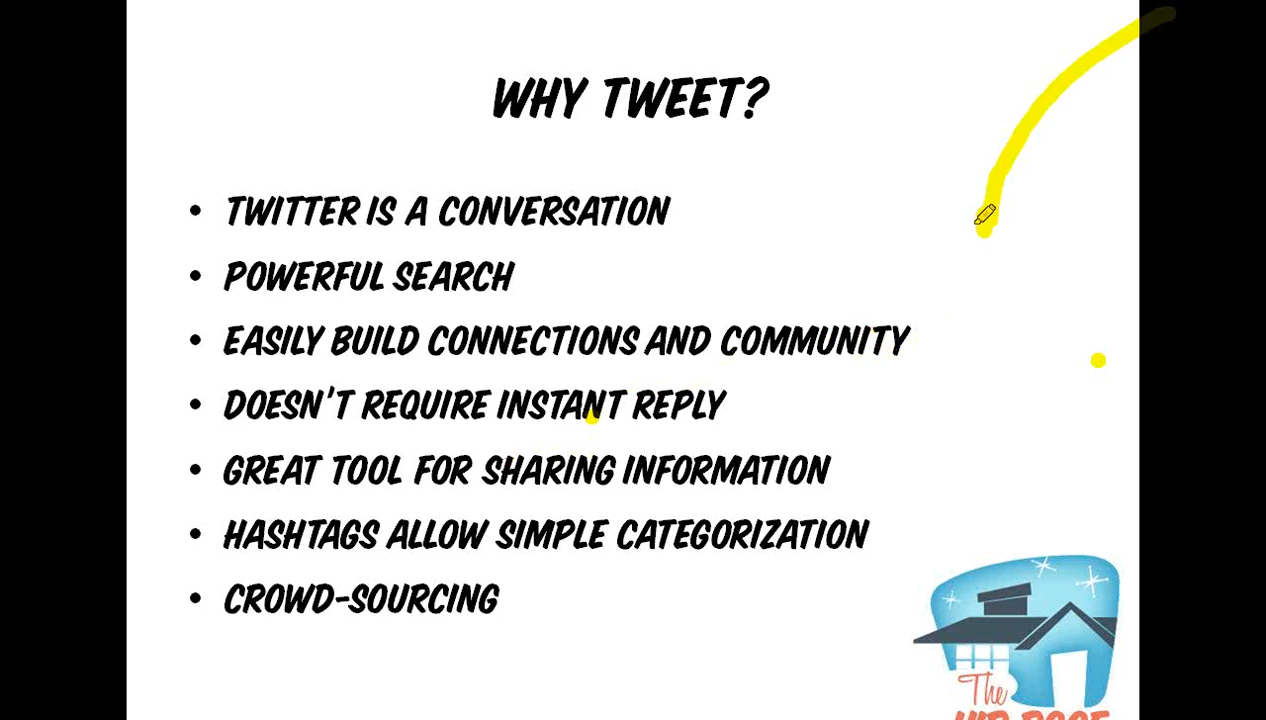 WHY TWEET?
• TWITTER IS A CONVERSATION
• POWERFUL SEARCH
• EASILY BUILD CONNECTIONS AND COMMUNITY
• DOESN'T REQUIRE INSTANT REPLY
• GREAT TOOL FOR SHARING INFORMATION
• HASHTAGS ALLOW SIMPLE CATEGORIZATION
• CROWD-SOURCING
The